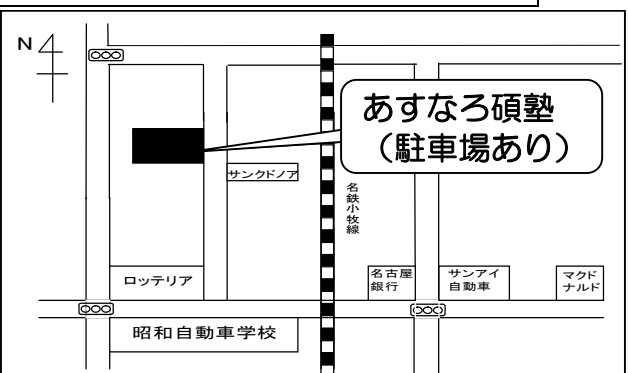 N
あすなろ碩塾
（駐車場あり）
サンクドノア
名鉄小牧線
ロッテリア
名古屋
銀行
サンアイ
自動車
マクド
ナルド
昭和自動車学校